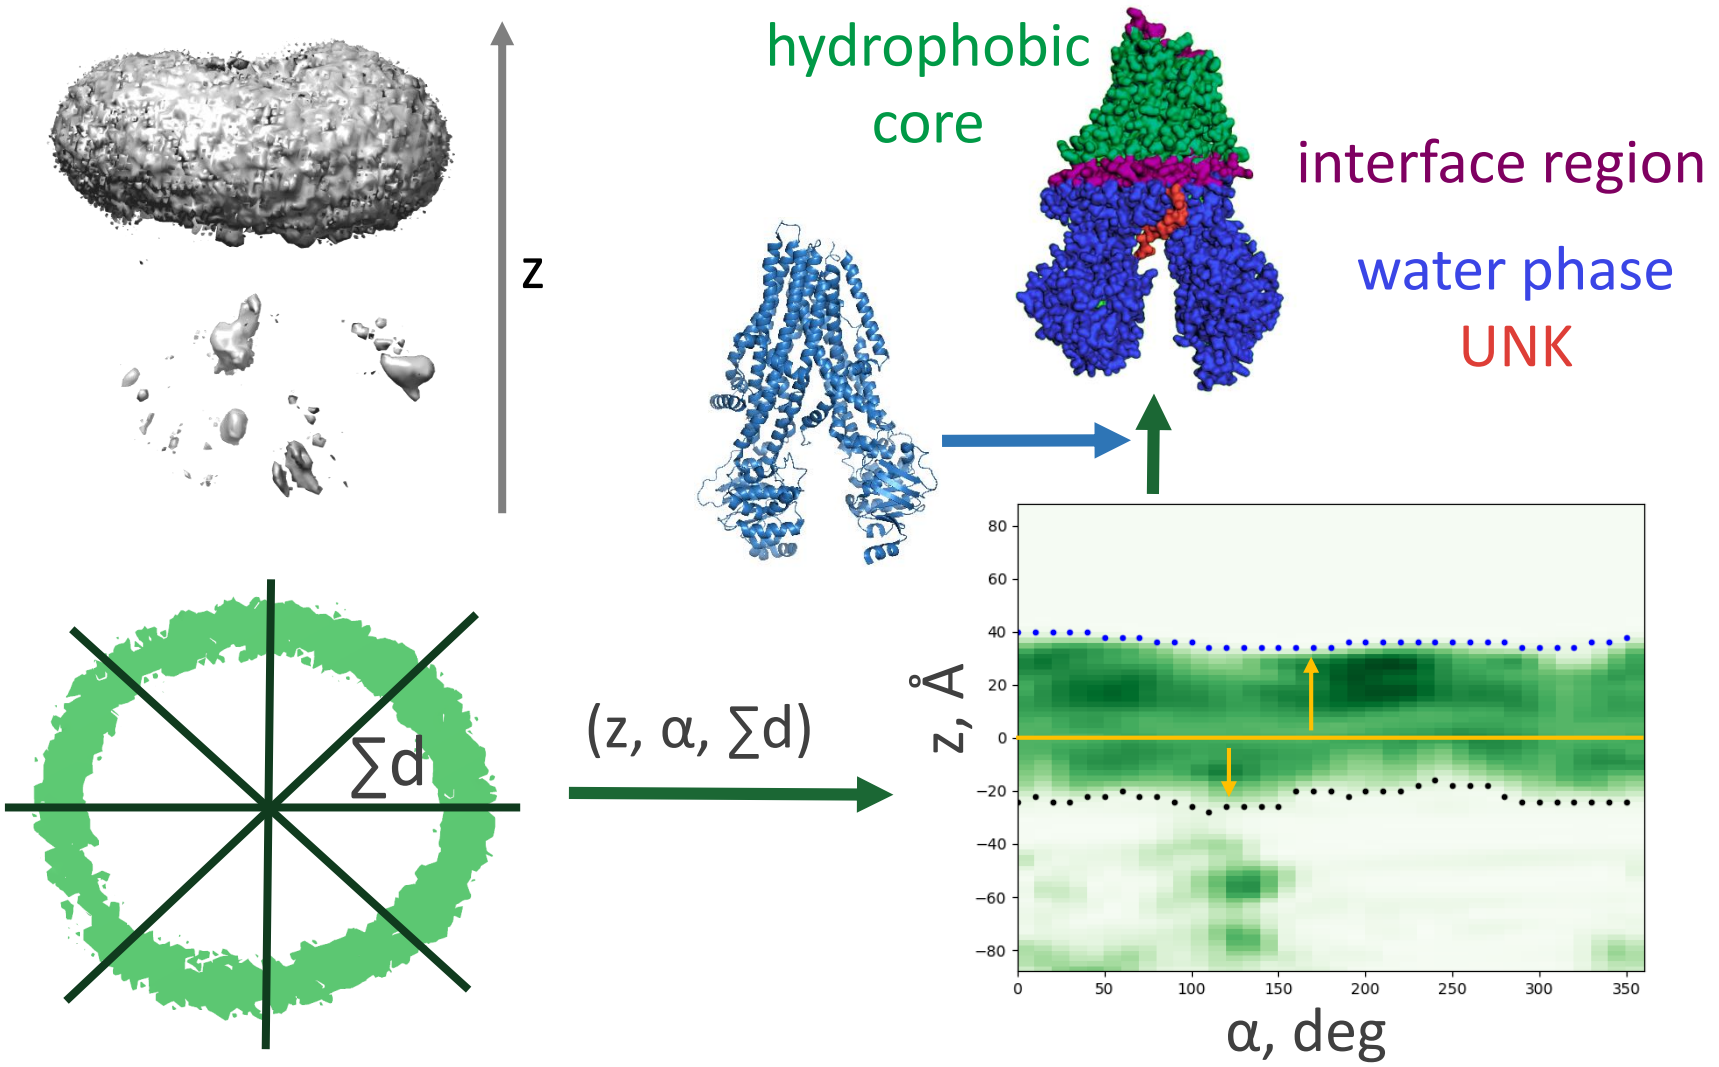 hydrophobic
core
interface region
water phase
UNK
z
∑d
(z, α, ∑d)
z, Å
80
60
40
20
0
−20
−40
−60
−80
0 50 100 150 200 250 300 350
α, deg